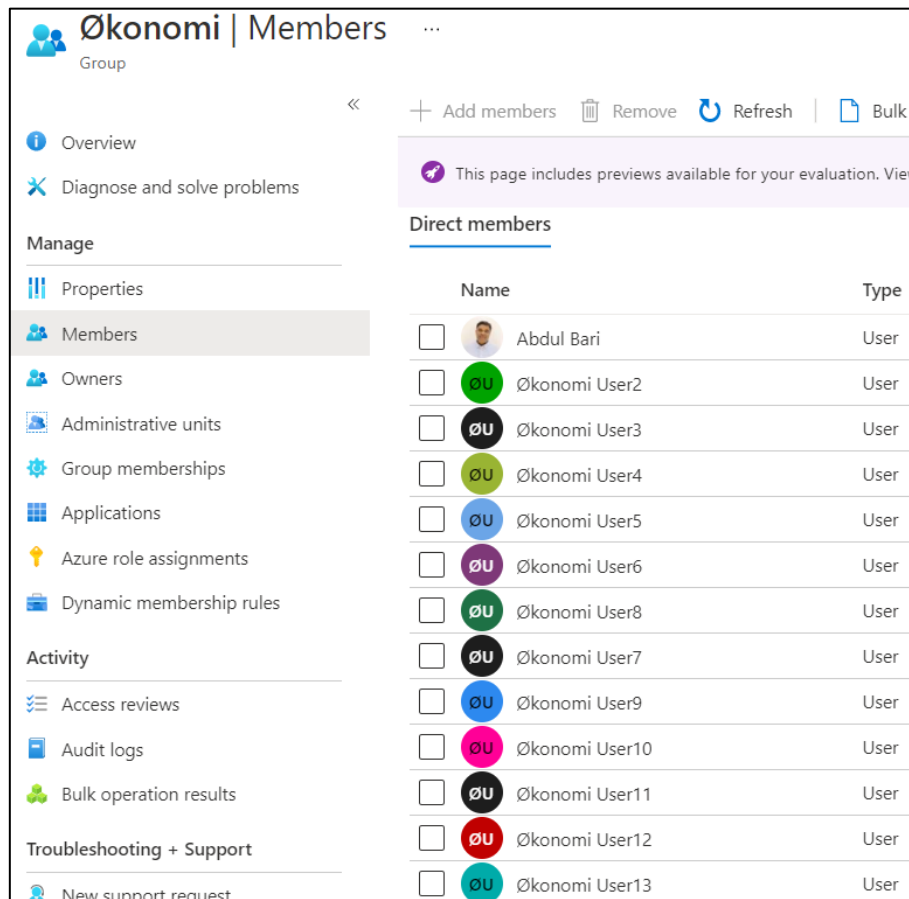 Økonomi | Members ...
Group
«
Overview
Diagnose and solve problems
Manage
Properties
Members
Owners
Administrative units
Group memberships
Applications
Azure role assignments
Dynamic membership rules
Activity
Access reviews
Audit logs
Bulk operation results
Troubleshooting + Support
New support request
+ Add members Remove Refresh | Bulk
This page includes previews available for your evaluation. Vie
Direct members
Name Type
Abdul Bari User
ØU Økonomi User2 User
ØU Økonomi User3 User
ØU Økonomi User4 User
ØU Økonomi User5 User
ØU Økonomi User6 User
ØU Økonomi User8 User
ØU Økonomi User7 User
ØU Økonomi User9 User
ØU Økonomi User10 User
ØU Økonomi User11 User
ØU Økonomi User12 User
ØU Økonomi User13 User